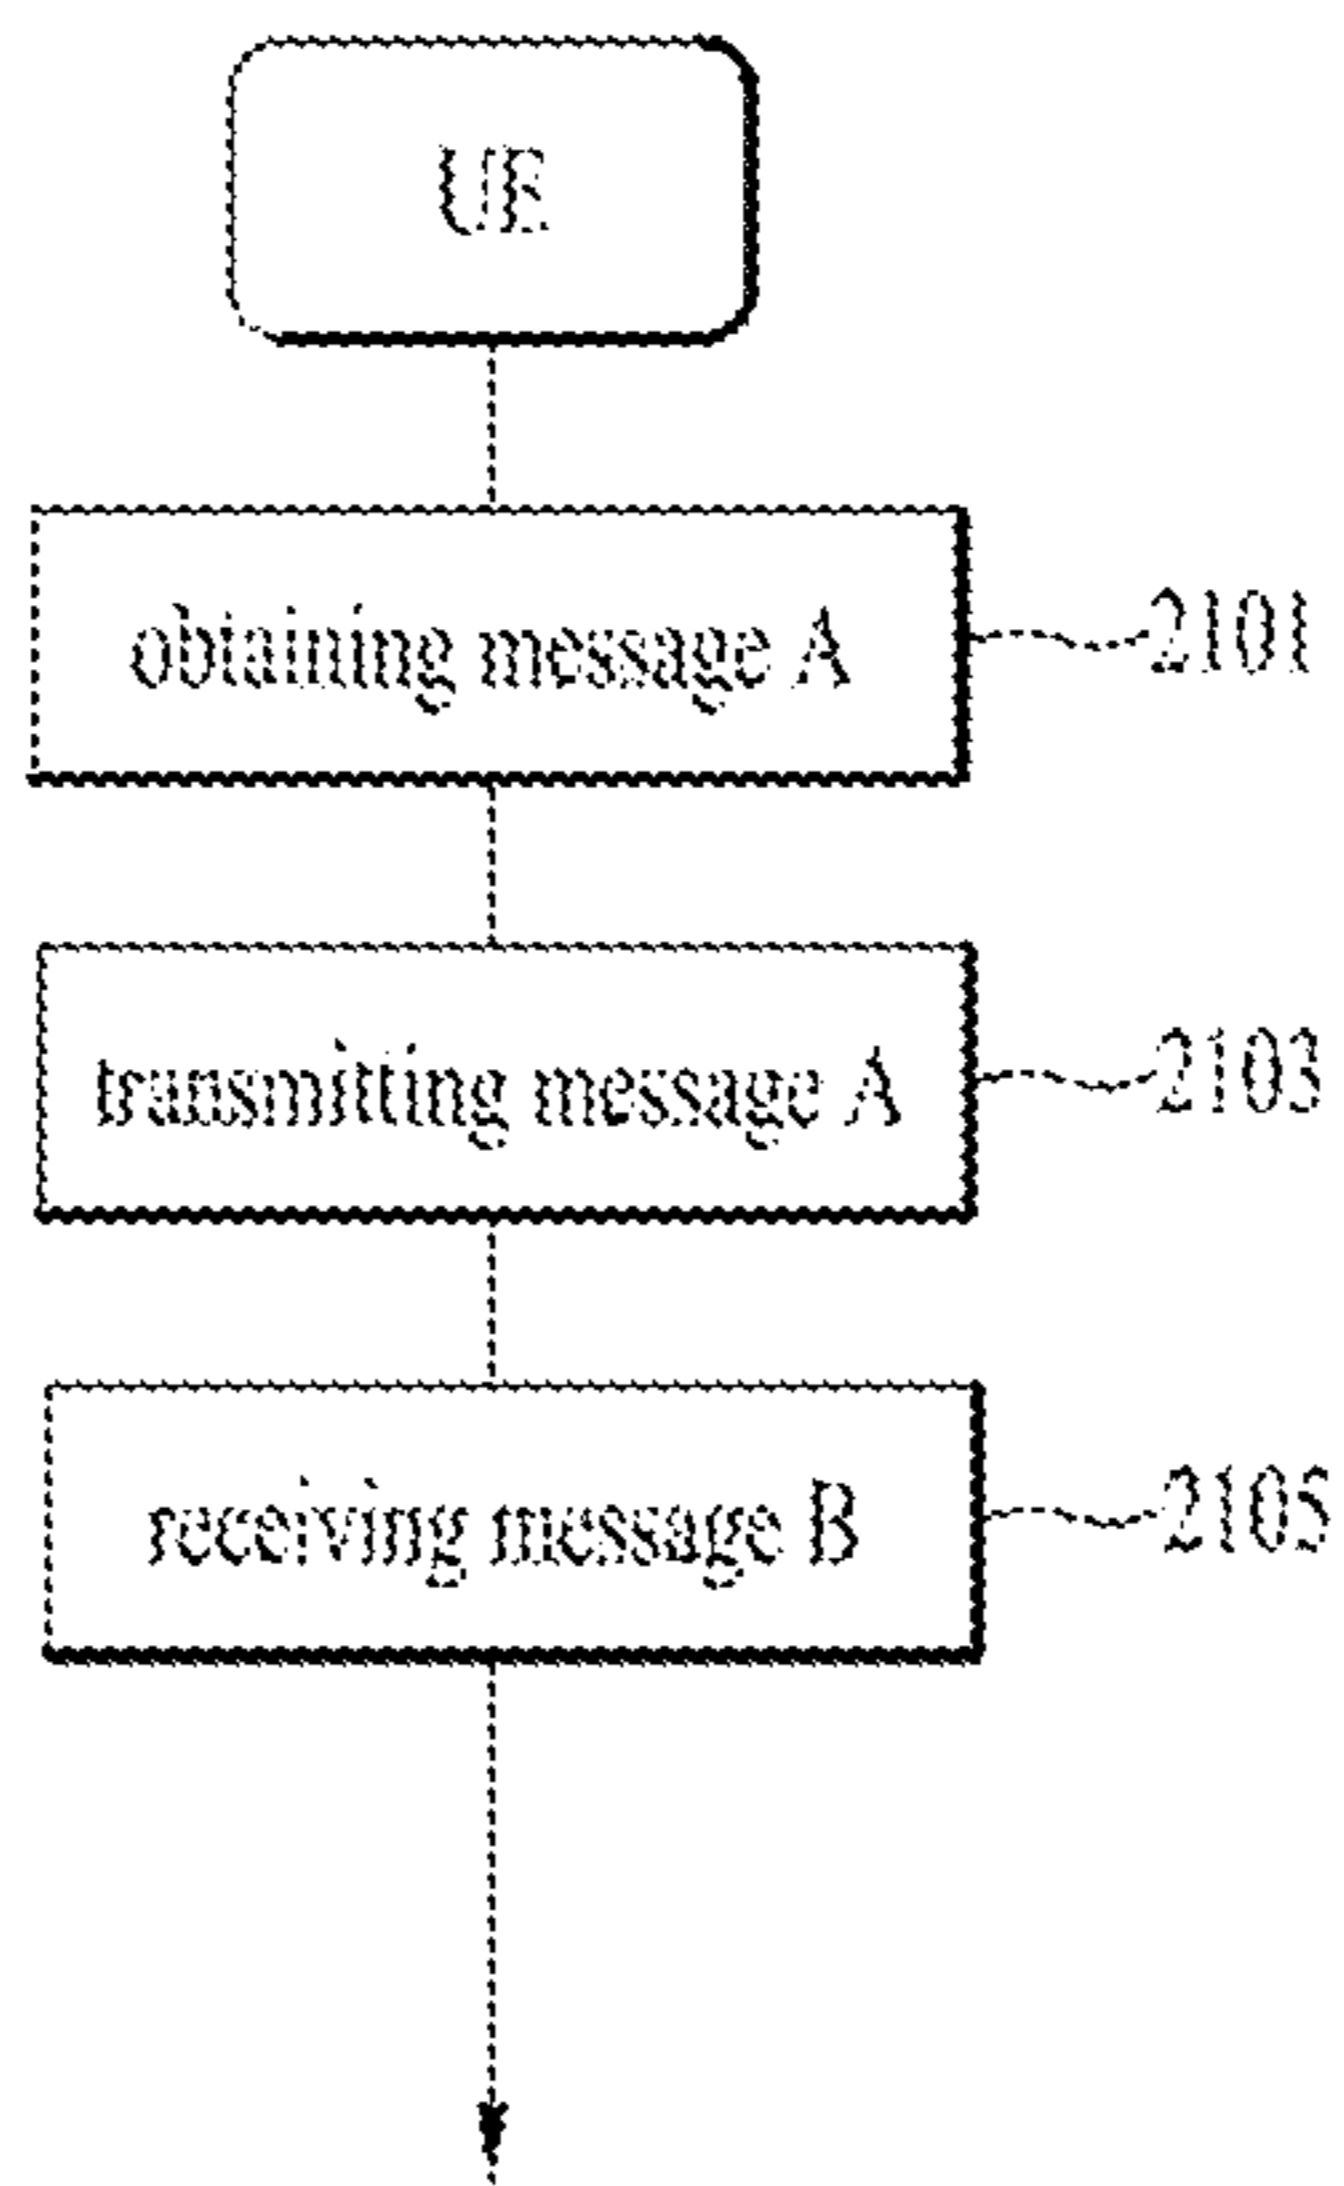 UE
obtaining message A
2101
transmitting message A
2103
receiving message B
2105